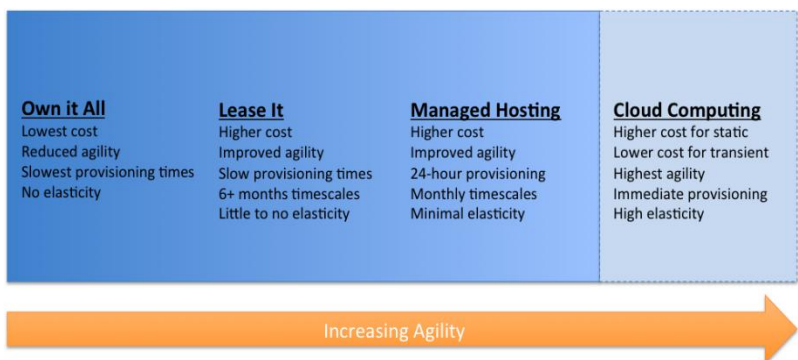 Own it All
Lowest cost
Reduced agility
Slowest provisioning times
No elasticity
Lease It
Higher cost
Improved agility
Slow provisioning times
6+ months timescales
Little to no elasticity
Managed Hosting
Higher cost
Improved agility
24-hour provisioning
Monthly timescales
Minimal elasticity
Cloud Computing
Higher cost for static
Lower cost for transient
Highest agility
Immediate provisioning
High elasticity
Increasing Agility